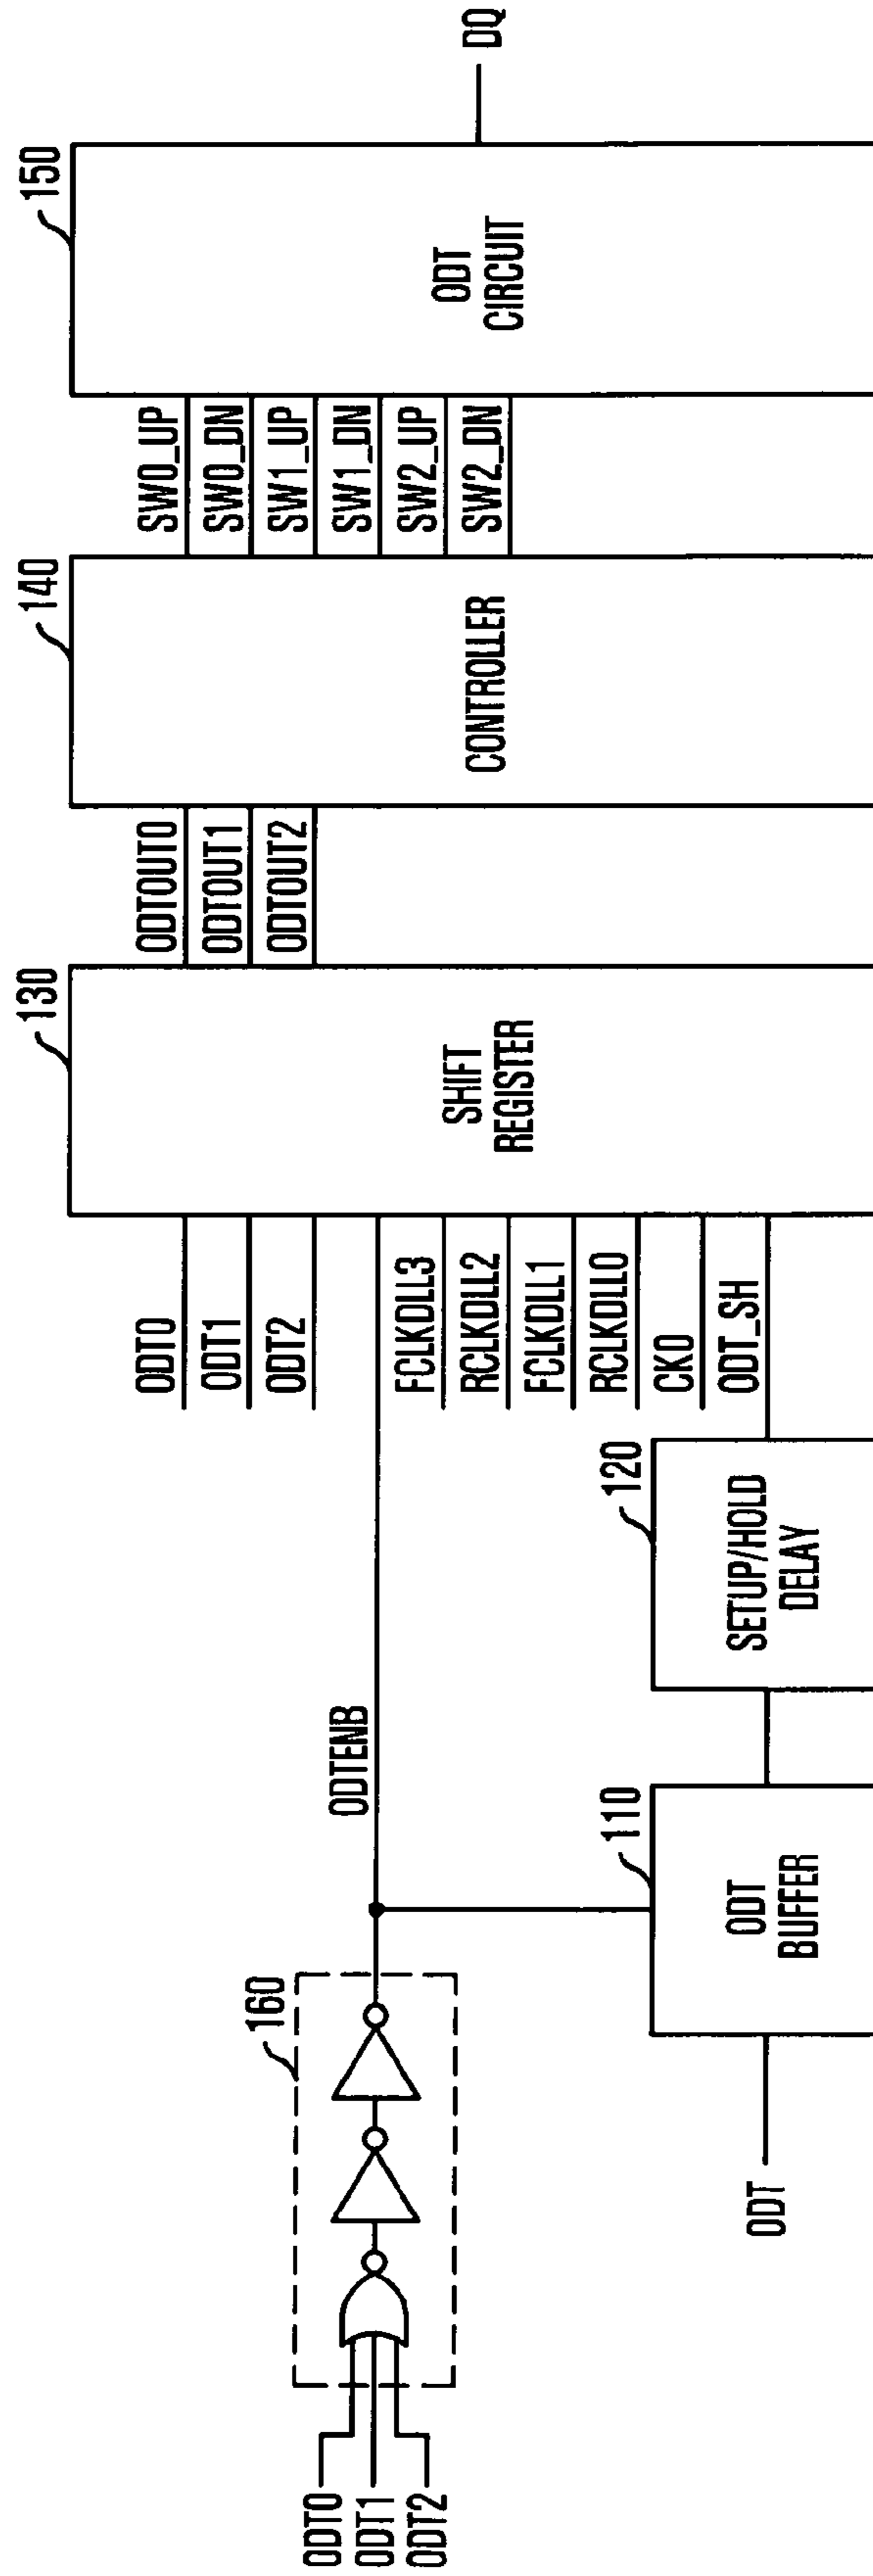 ODT0
ODT1
ODT2
160
ODTENB
ODT
110
ODT
BUFFER
120
SETUP/HOLD
DELAY
ODT0
ODT1
ODT2
FCLKDLL3
RCLKDLL2
FCLKDLL1
RCLKDLL0
CK0
ODT_SH
130
SHIFT
REGISTER
ODTOUT0
ODTOUT1
ODTOUT2
140
CONTROLLER
SW0_UP
SW0_DN
SW1_UP
SW1_DN
SW2_UP
SW2_DN
150
ODT
CIRCUIT
DQ